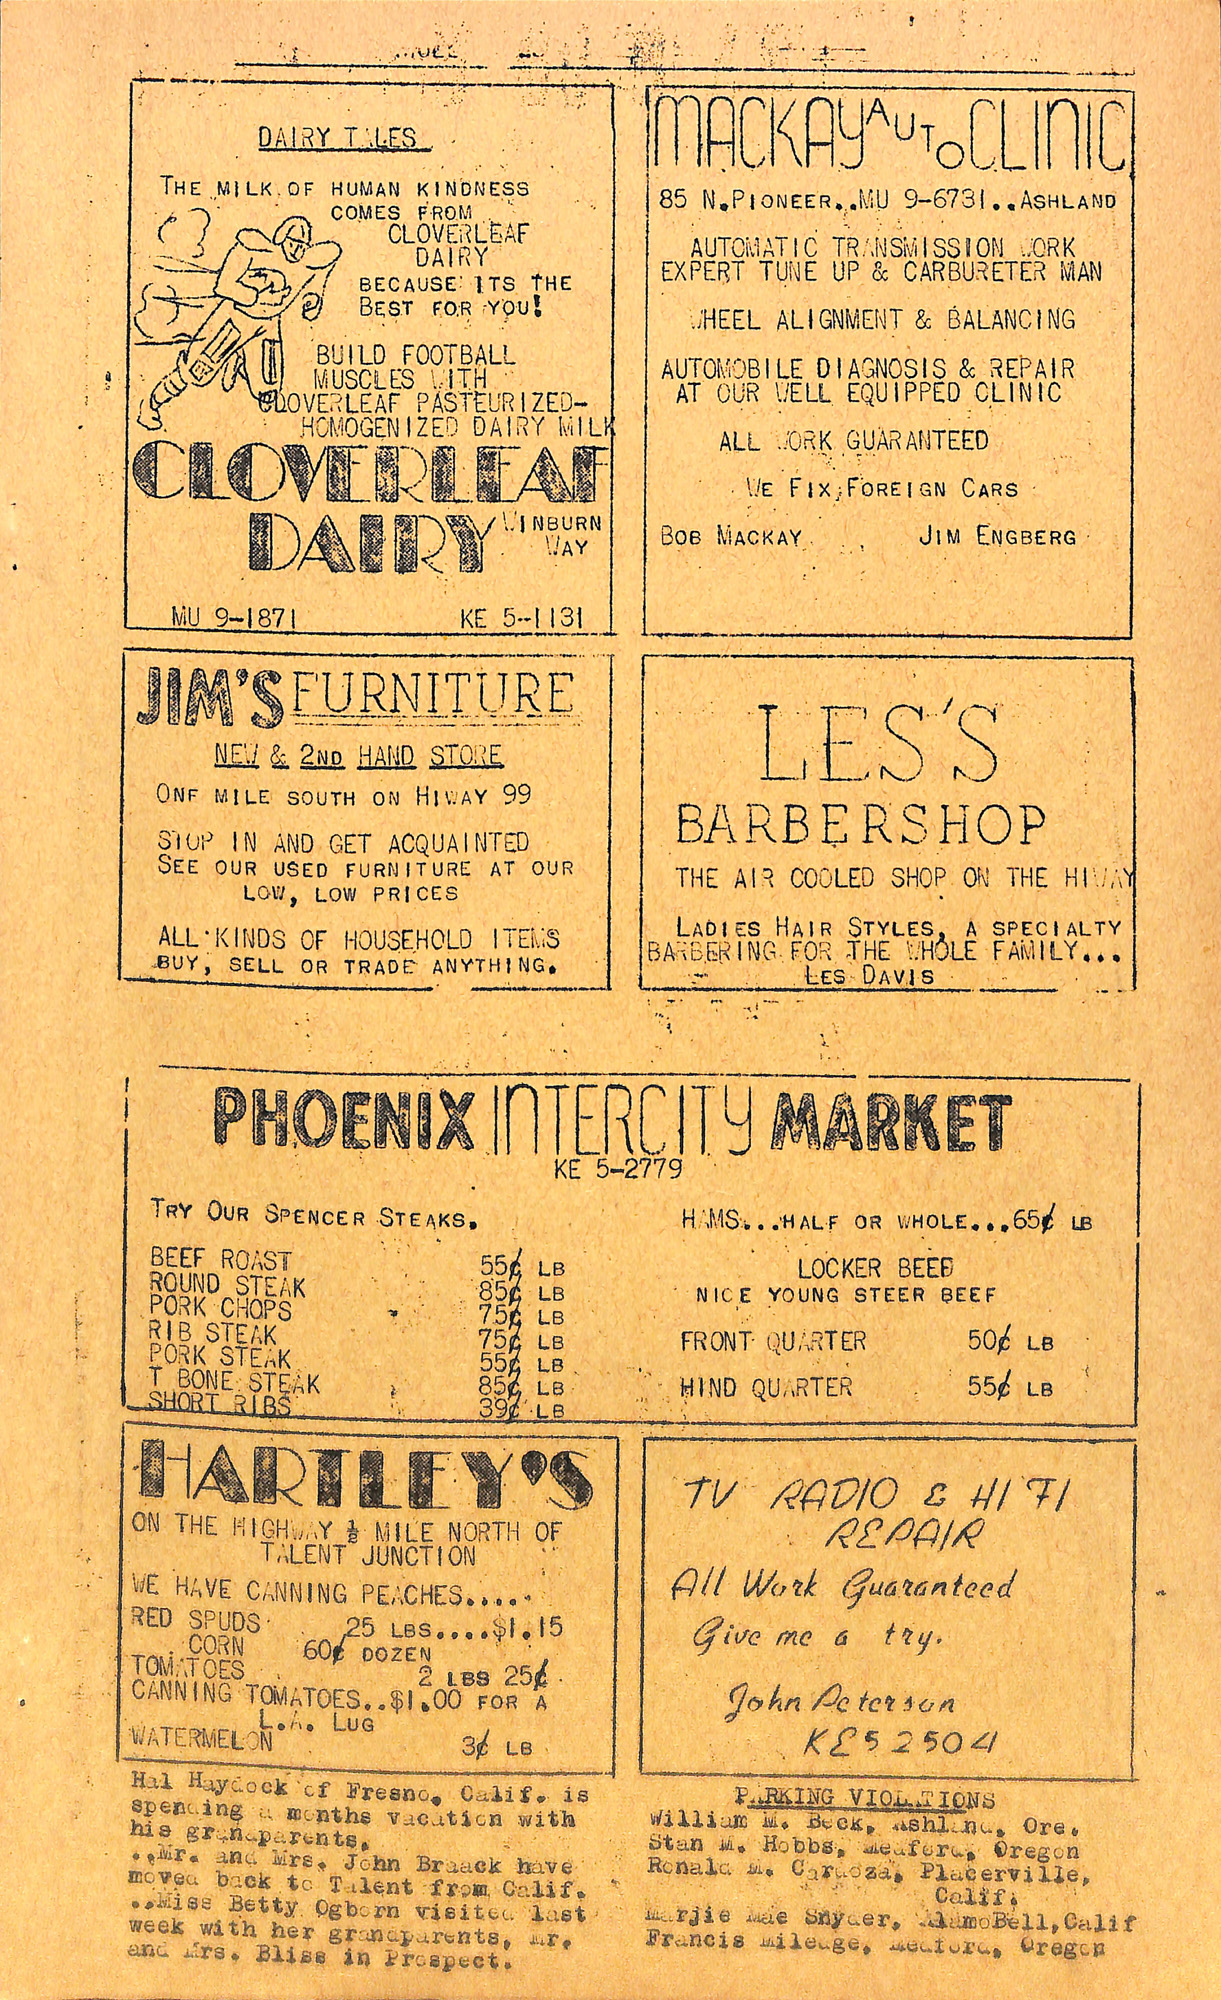 DAIRY TALES
THE MILK OF HUMAN KINDNESS
COMES FROM
CLOVERLEAF
DAIRY
BECAUSE ITS THE
BEST FOR YOU!
BUILD FOOTBALL
MUSCLES WITH
CLOVERLEAF PASTEURIZED-
HOMOGENIZED DAIRY MILK
CLOVERLEAF
DAIRY
WINBURN
WAY
MU 9-1871 KE 5--1131
MACKAY AUTO CLINIC
85 N.PIONEER..MU 9-6731..ASHLAND
AUTOMATIC TRANSMISSION WORK
EXPERT TUNE UP & CARBURETER MAN
WHEEL ALIGNMENT & BALANCING
AUTOMOBILE DIAGNOSIS & REPAIR
AT OUR WELL EQUIPPED CLINIC
ALL WORK GUARANTEED
WE FIX FOREIGN CARS
BOB MACKAY JIM ENGBERG
JIM'S FURNITURE
NEW & 2ND HAND STORE
ONE MILE SOUTH ON HIWAY 99
STOP IN AND GET ACQUAINTED
SEE OUR USED FURNITURE AT OUR
LOW, LOW PRICES
ALL KINDS OF HOUSEHOLD ITEMS
BUY, SELL OR TRADE ANYTHING.
LES'S
BARBERSHOP
THE AIR COOLED SHOP ON THE HIWAY
LADIES HAIR STYLES, A SPECIALTY
BARBERING FOR THE WHOLE FAMILY...
LES DAVIS
PHOENIX INTERCITY MARKET
KE 5-2779
TRY OUR SPENCER STEAKS.
BEEF ROAST 55¢ LB
ROUND STEAK 85¢ LB
PORK CHOPS 75¢ LB
RIB STEAK 75¢ LB
PORK STEAK 55¢ LB
T BONE STEAK 85¢ LB
SHORT RIBS 39¢ LB
HAMS...HALF OR WHOLE...65¢ LB
LOCKER BEEF
NICE YOUNG STEER BEEF
FRONT QUARTER 50¢ LB
HIND QUARTER 55¢ LB
HARTLEY'S
ON THE HIGHWAY ½ MILE NORTH OF
TALENT JUNCTION
WE HAVE CANNING PEACHES.....
RED SPUDS 25 LBS....$1.15
CORN 60¢ DOZEN
TOMATOES 2 LBS 25¢
CANNING TOMATOES..$1.00 FOR A
L.A. LUG
WATERMELON 3¢ LB
TV RADIO & HI FI
REPAIR
All Work Guaranteed
Give me a try.
John Peterson
KE52504
Hal Haydock of Fresno, Calif. is
spending a months vacation with
his grandparents.
..Mr. and Mrs. John Braack have
moved back to Talent from Calif.
..Miss Betty Ogborn visited last
week with her grandparents, Mr.
and Mrs. Bliss in Prospect.
PARKING VIOLATIONS
William M. Beck, Ashland, Ore.
Stan M. Hobbs, Medford, Oregon
Ronald M. Cardoza, Placerville,
Calif.
Marjie Mae Snyder, AlamoBell,Calif
Francis Mileage, Medford, Oregon